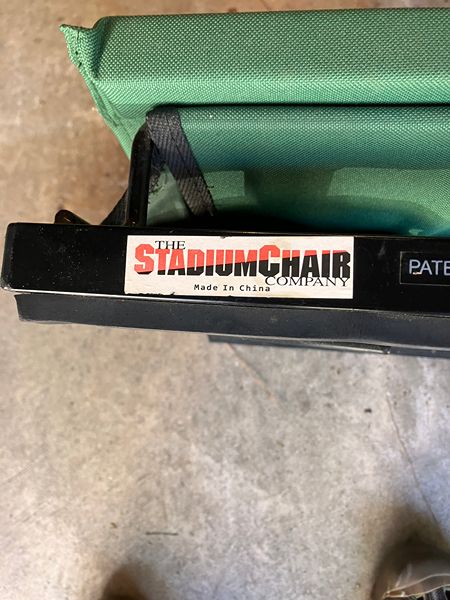 THE
STADIUMCHAIR
COMPANY
Made In China
PATE